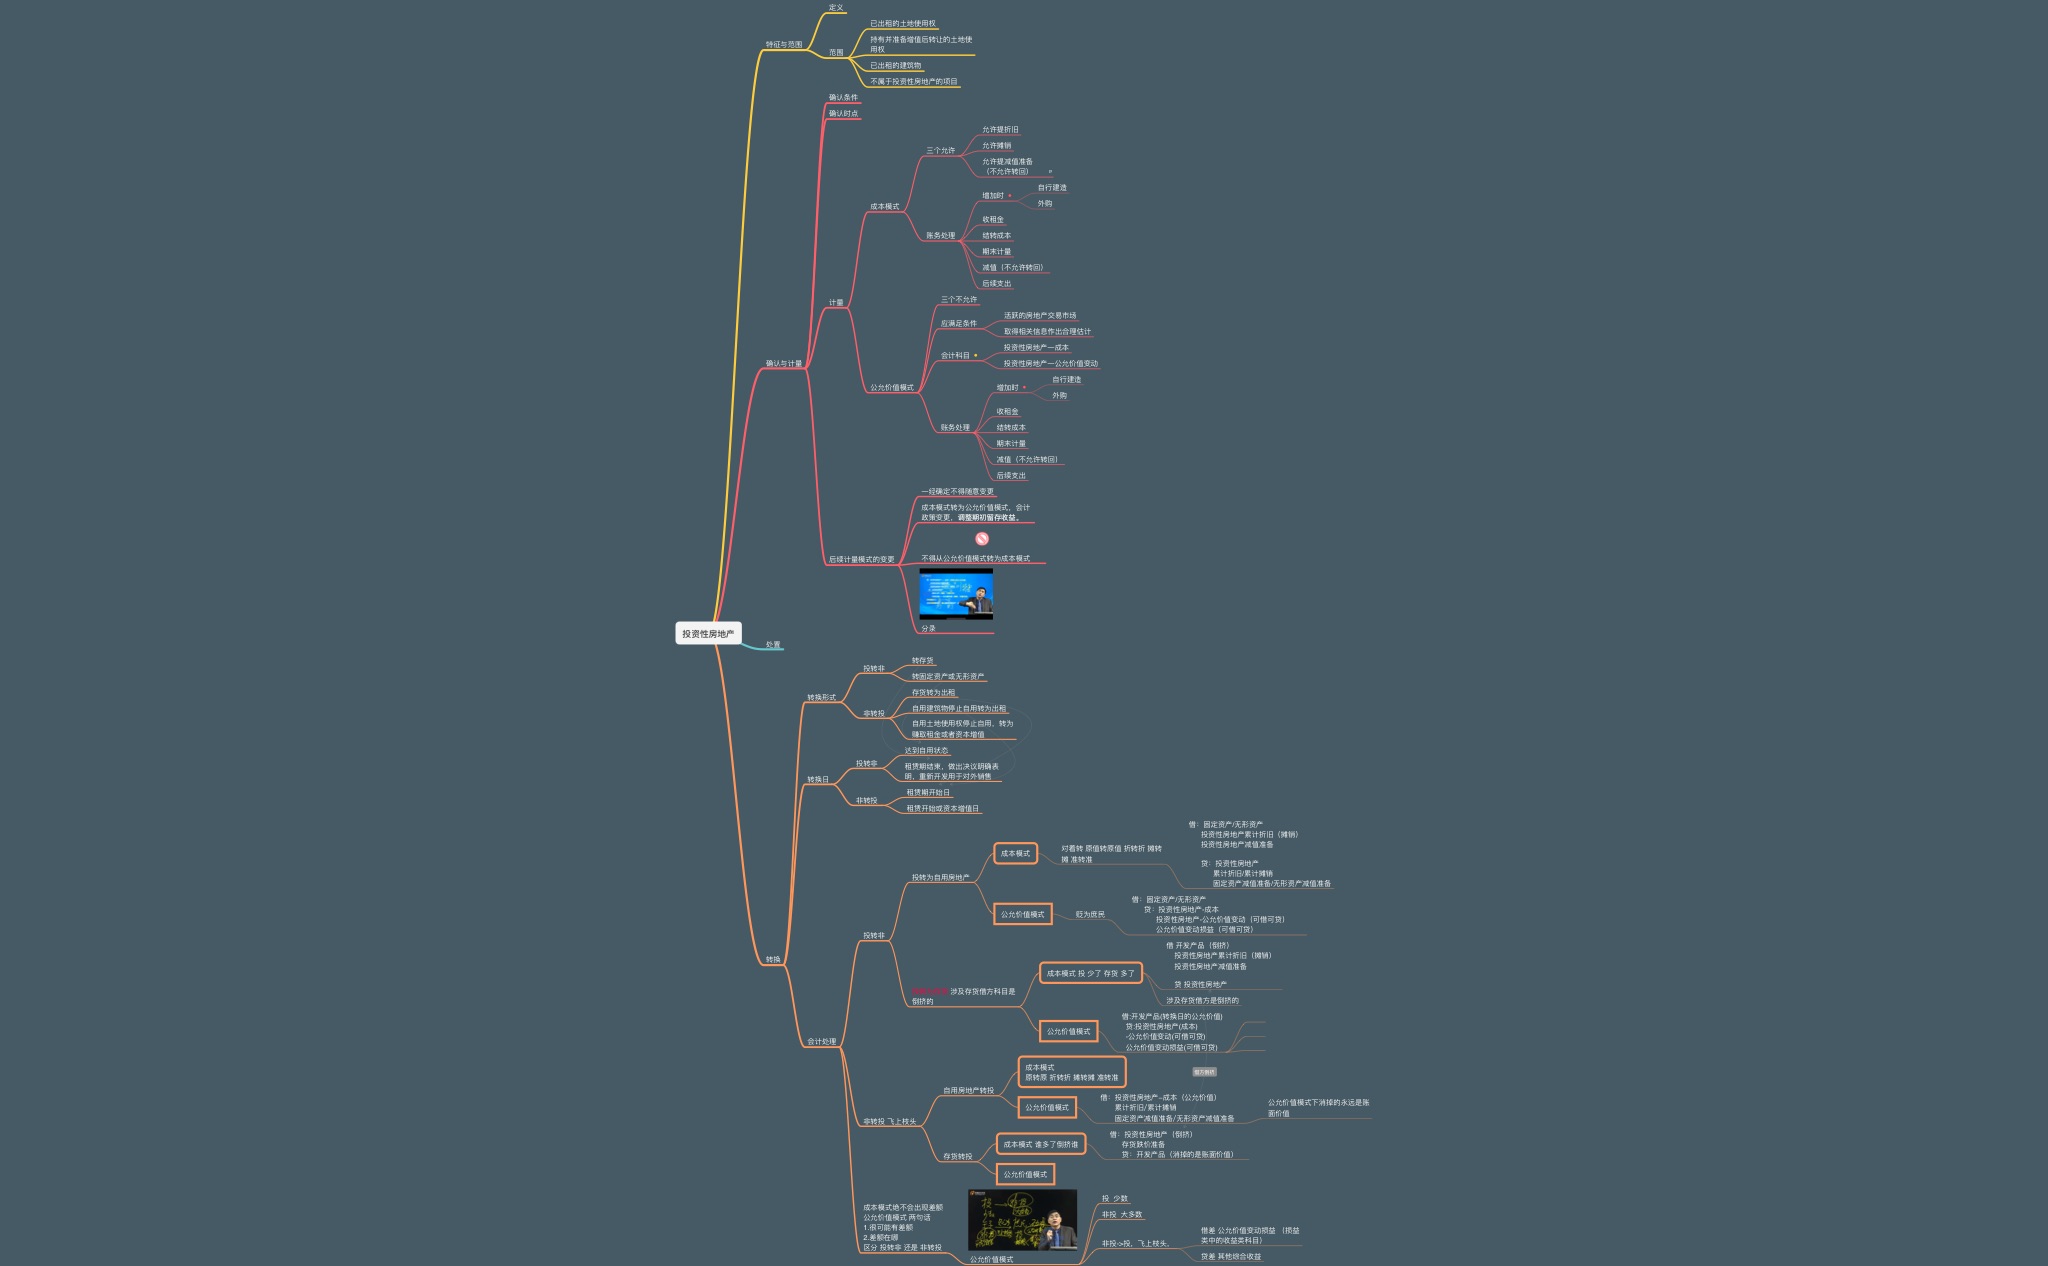 投资性房地产
特征与范围
定义
范围
已出租的土地使用权
持有并准备增值后转让的土地使
用权
已出租的建筑物
不属于投资性房地产的项目
确认与计量
确认条件
确认时点
计量
成本模式
三个允许
允许提折旧
允许摊销
允许提减值准备
(不允许转回)
账务处理
增加时
自行建造
外购
收租金
结转成本
期末计量
减值（不允许转回）
后续支出
公允价值模式
三个不允许
应满足条件
活跃的房地产交易市场
取得相关信息作出合理估计
会计科目
投资性房地产—成本
投资性房地产—公允价值变动
账务处理
增加时
自行建造
外购
收租金
结转成本
期末计量
减值（不允许转回）
后续支出
后续计量模式的变更
一经确定不得随意变更
成本模式转为公允价值模式，会计
政策变更，调整期初留存收益。
不得从公允价值模式转为成本模式
分录
处置
转换
转换形式
投转非
转存货
转固定资产或无形资产
非转投
存货转为出租
自用建筑物停止自用转为出租
自用土地使用权停止自用，转为
赚取租金或者资本增值
转换日
投转非
达到自用状态
租赁期结束，做出决议明确表
明，重新开发用于对外销售
非转投
租赁期开始日
租赁开始或资本增值日
会计处理
投转非
投转为自用房地产
成本模式
对着转 原值转原值 折转折 摊转
摊 准转准
借：固定资产/无形资产
投资性房地产累计折旧（摊销）
投资性房地产减值准备
贷：投资性房地产
累计折旧/累计摊销
固定资产减值准备/无形资产减值准备
公允价值模式
贬为庶民
借：固定资产/无形资产
贷：投资性房地产-成本
投资性房地产-公允价值变动（可借可贷）
公允价值变动损益（可借可贷）
涉及存货借方科目是
倒挤的
成本模式 投 少了 存货 多了
借 开发产品（倒挤）
投资性房地产累计折旧（摊销）
投资性房地产减值准备
贷 投资性房地产
涉及存货借方是倒挤的
公允价值模式
借:开发产品(转换日的公允价值)
贷:投资性房地产(成本)
-公允价值变动(可借可贷)
公允价值变动损益(可借可贷)
非转投 飞上枝头
自用房地产转投
成本模式
原转原 折转折 摊转摊 准转准
公允价值模式
借：投资性房地产–成本（公允价值）
累计折旧/累计摊销
固定资产减值准备/无形资产减值准备
公允价值模式下消掉的永远是账
面价值
存货转投
成本模式 谁多了倒挤谁
借：投资性房地产（倒挤）
存货跌价准备
贷：开发产品（消掉的是账面价值）
公允价值模式
成本模式绝不会出现差额
公允价值模式 两句话
1.很可能有差额
2.差额在哪
区分 投转非 还是 非转投
公允价值模式
投 少数
非投 大多数
非投->投，飞上枝头，
借差 公允价值变动损益 （损益
类中的收益类科目）
贷差 其他综合收益